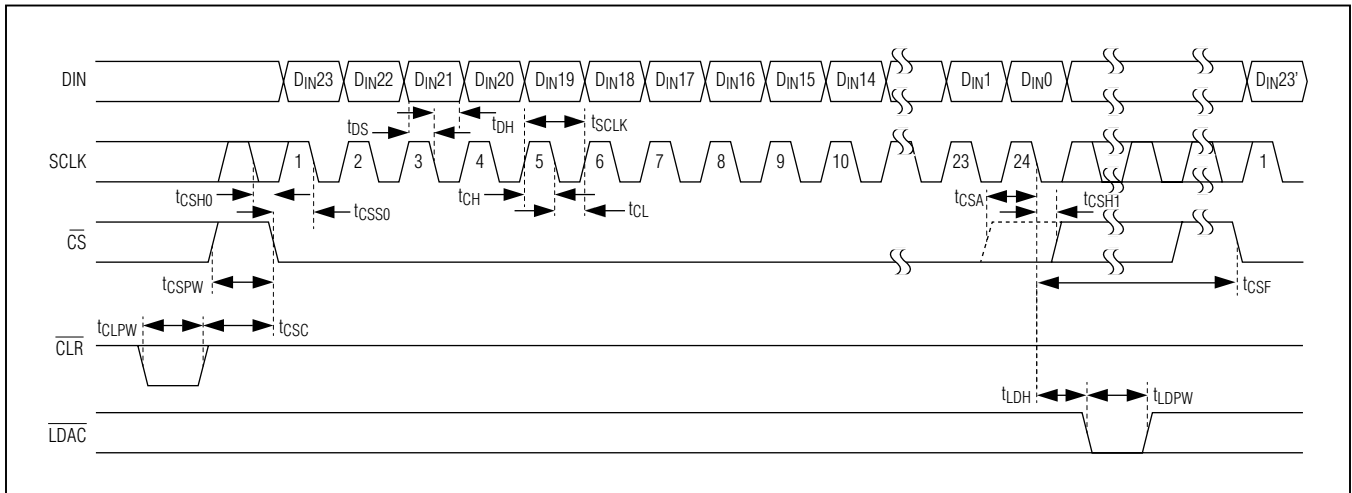 DIN DIN23 DIN22 DIN21 DIN20 DIN19 DIN18 DIN17 DIN16 DIN15 DIN14 DIN1 DIN0 DIN23'
tDS tDH tSCLK
SCLK 1 2 3 4 5 6 7 8 9 10 23 24 1
tCSH0 tCSS0 tCH tCL tCSA tCSH1
CS
tCSPW tCSF
tCLPW tCSC
CLR
tLDH tLDPW
LDAC